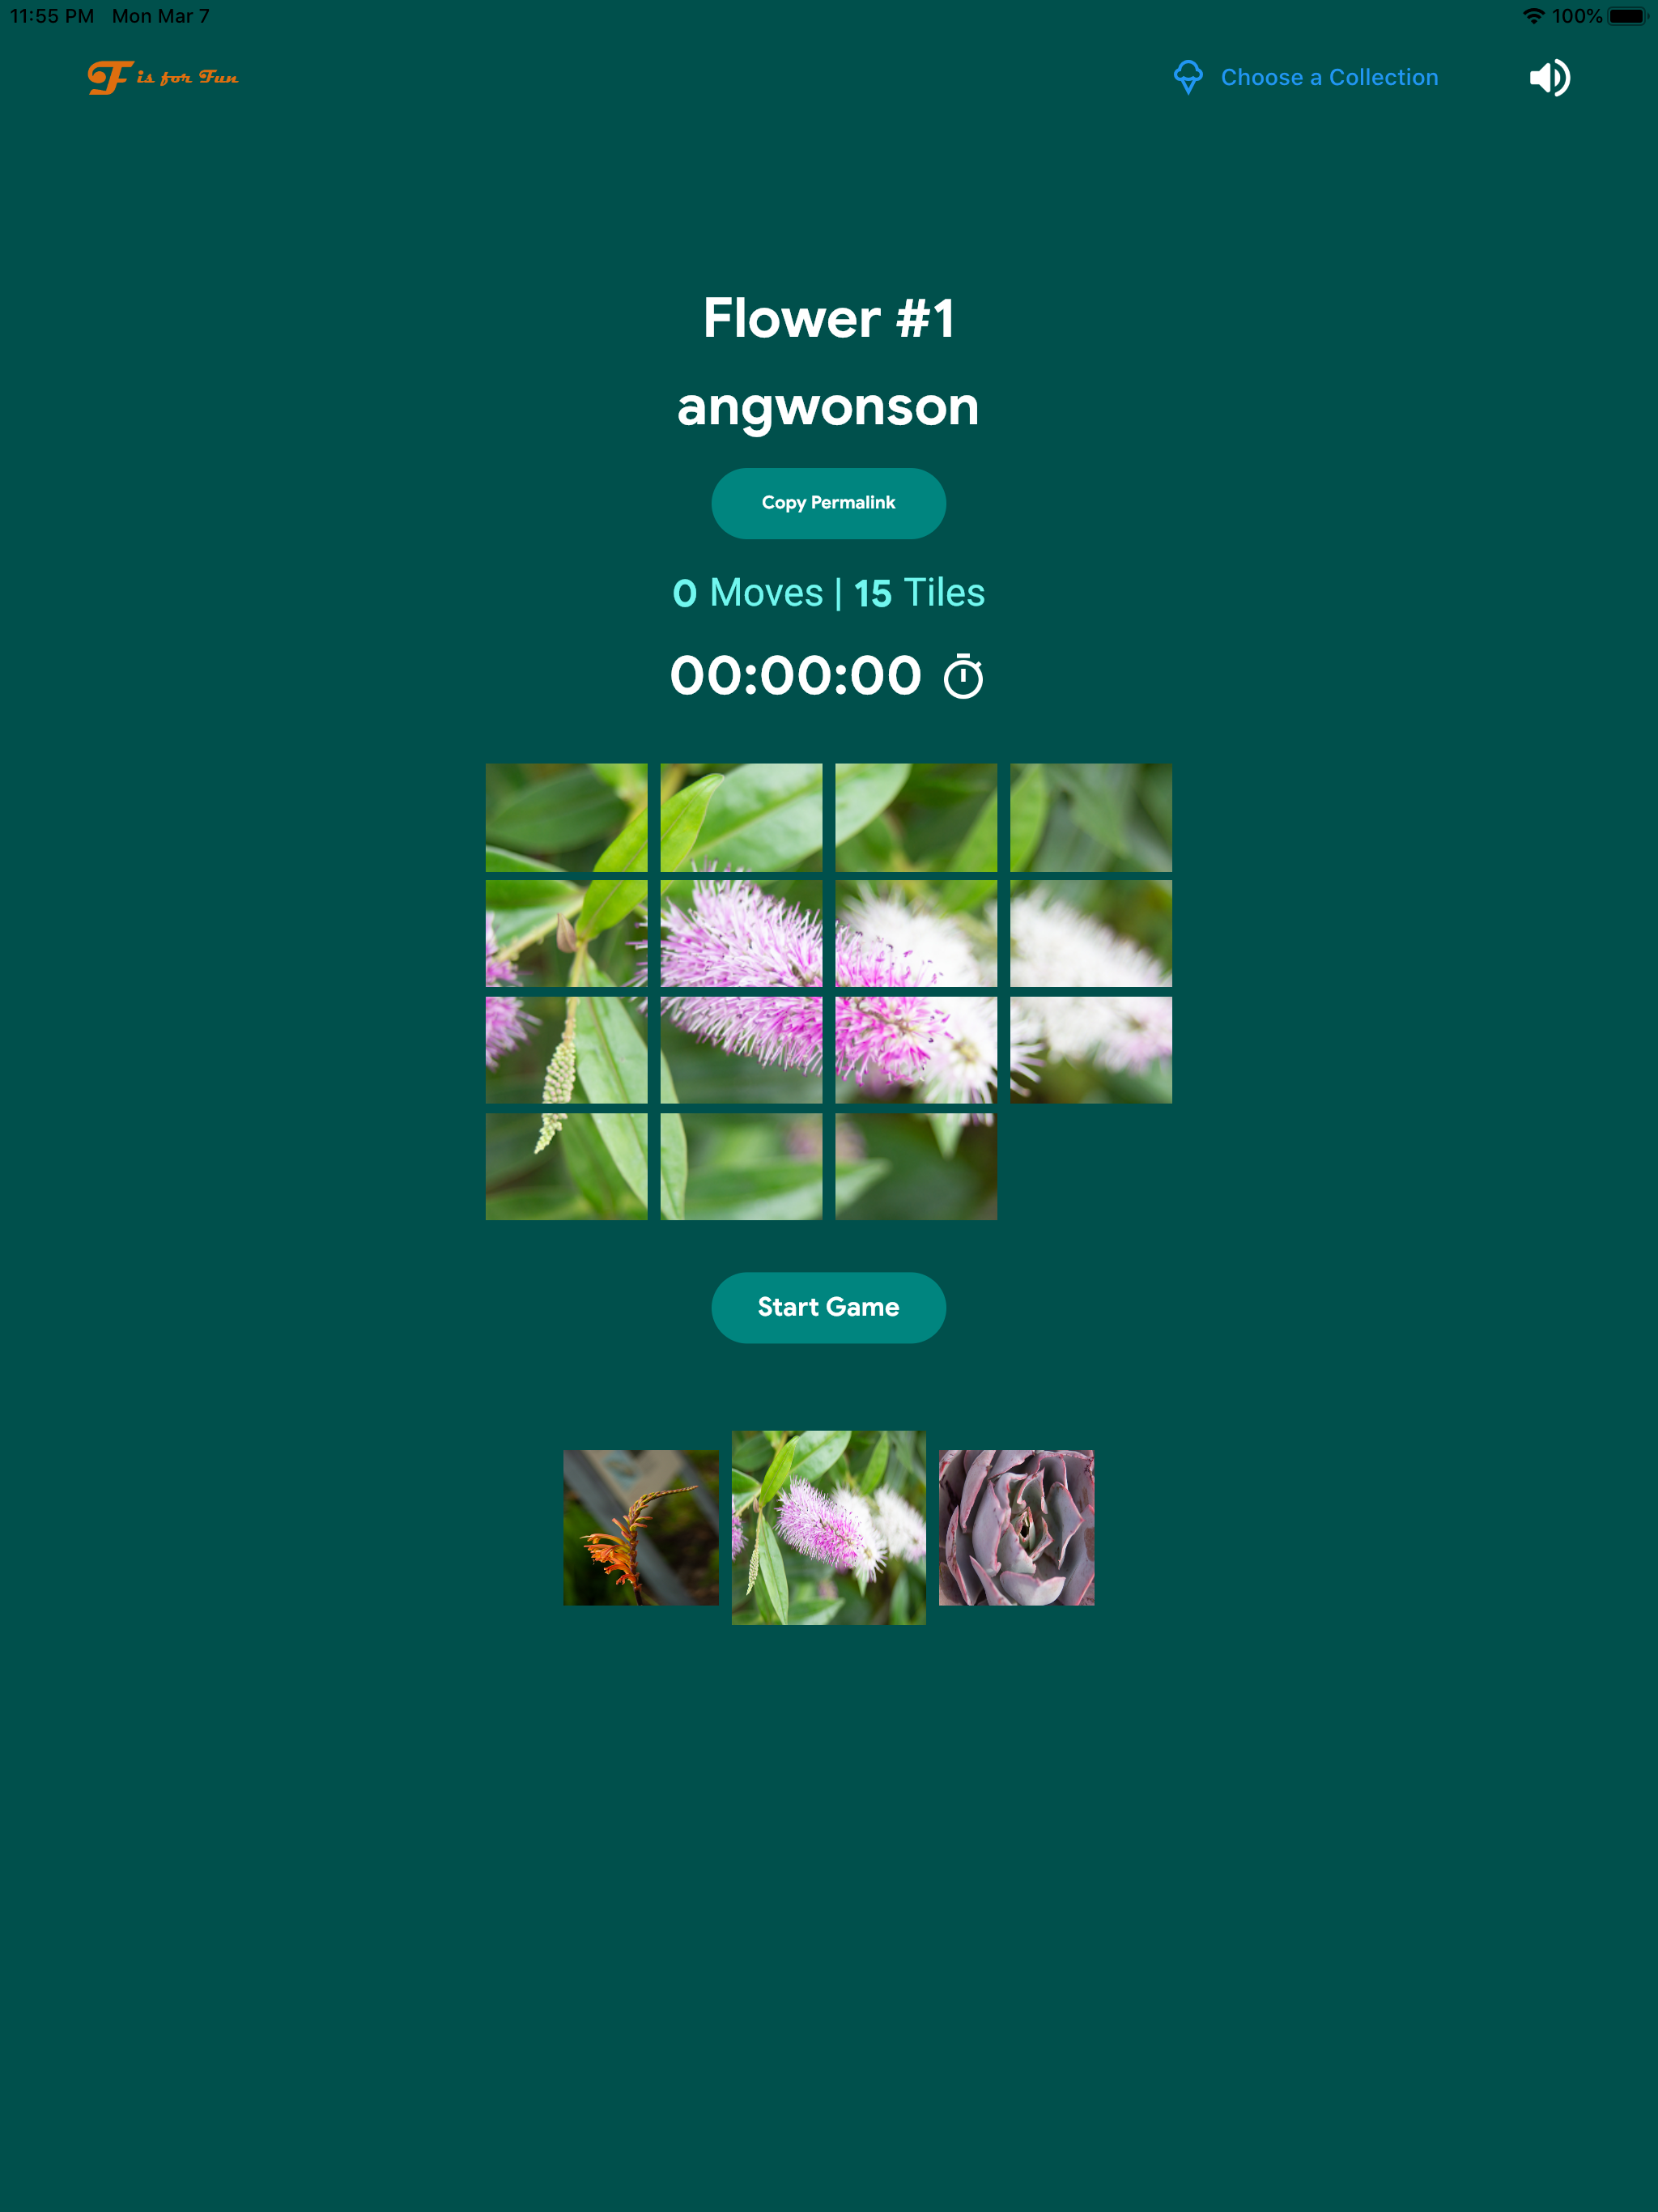 11:55 PM Mon Mar 7 100%
F is for Fun Choose a Collection
Flower #1
angwonson
Copy Permalink
0 Moves | 15 Tiles
00:00:00
Start Game